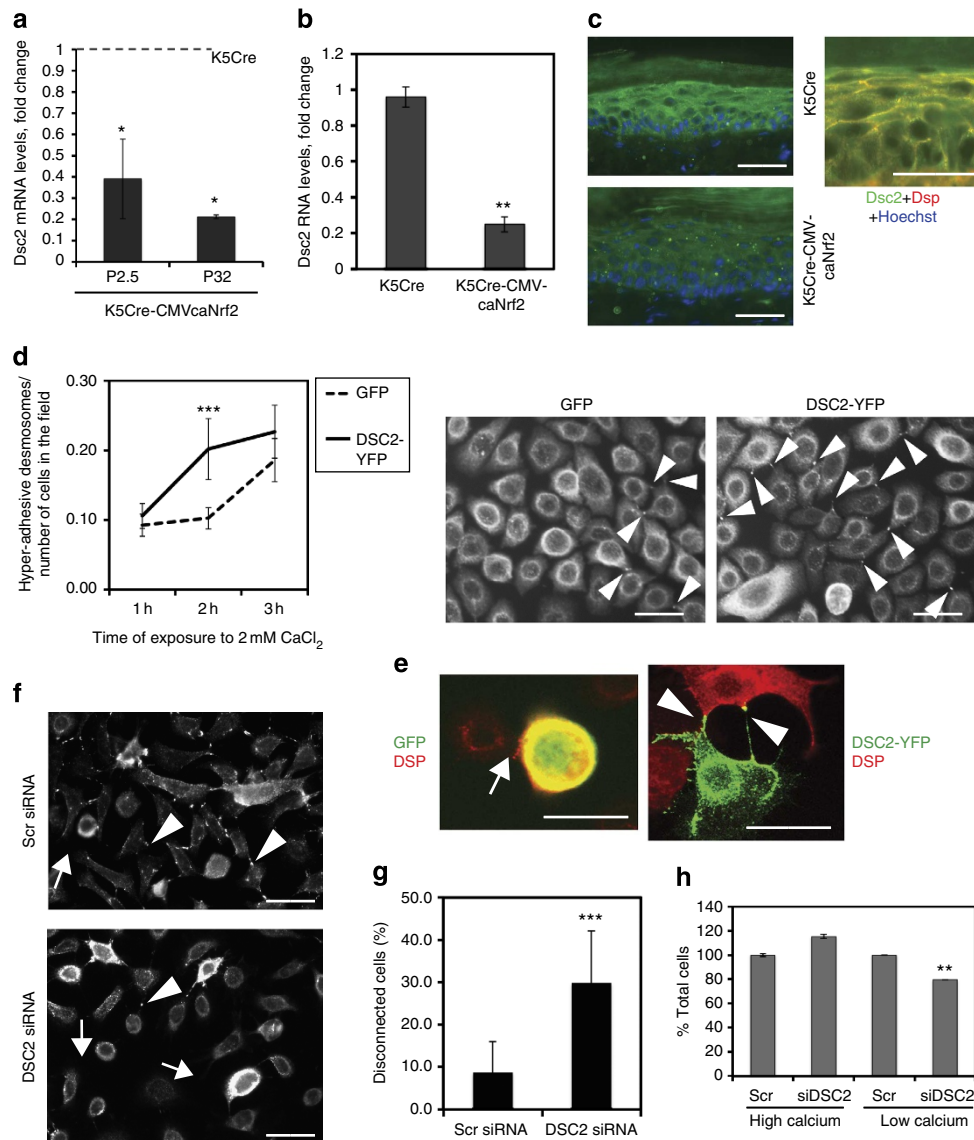 a
Dsc2 mRNA levels, fold change
1
0.9
0.8
0.7
0.6
0.5
0.4
0.3
0.2
0.1
0
K5Cre
*
*
P2.5 P32
K5Cre-CMVcaNrf2
b
Dsc2 RNA levels, fold change
1.2
1
0.8
0.6
0.4
0.2
0
**
K5Cre
K5Cre-CMV-
caNrf2
c
K5Cre
K5Cre-CMV-
caNrf2
Dsc2+Dsp
+Hoechst
d
Hyper-adhesive desmosomes/
number of cells in the field
0.30
0.20
0.10
0.00
***
1 h 2 h 3 h
Time of exposure to 2 mM CaCl₂
GFP
DSC2-
YFP
GFP
DSC2-YFP
e
GFP
DSP
DSC2-YFP
DSP
f
Scr siRNA
DSC2 siRNA
g
Disconnected cells (%)
50.0
40.0
30.0
20.0
10.0
0.0
***
Scr siRNA DSC2 siRNA
h
% Total cells
140
120
100
80
60
40
20
0
**
Scr siDSC2 Scr siDSC2
High calcium Low calcium